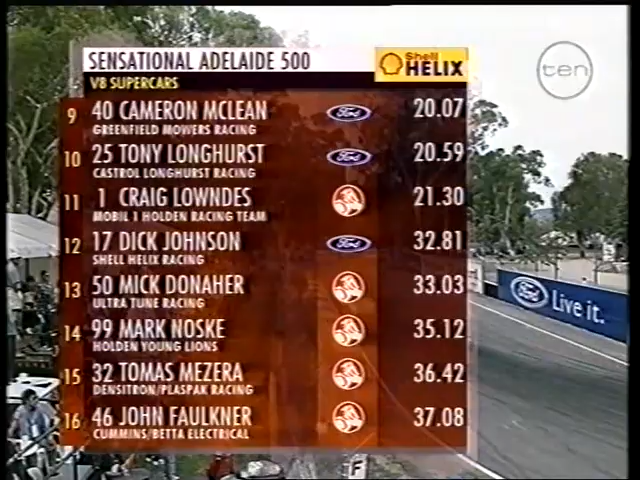 SENSATIONAL ADELAIDE 500
Shell HELIX
V8 SUPERCARS
ten
9 40 CAMERON MCLEAN Ford 20.07
GREENFIELD MOWERS RACING
10 25 TONY LONGHURST Ford 20.59
CASTROL LONGHURST RACING
11 1 CRAIG LOWNDES 21.30
MOBIL 1 HOLDEN RACING TEAM
12 17 DICK JOHNSON Ford 32.81
SHELL HELIX RACING
13 50 MICK DONAHER 33.03
ULTRA TUNE RACING
14 99 MARK NOSKE 35.12
HOLDEN YOUNG LIONS
15 32 TOMAS MEZERA 36.42
DENSITRON/PLASPAK RACING
16 46 JOHN FAULKNER 37.08
CUMMINS/BETTA ELECTRICAL
Ford Live it.
F